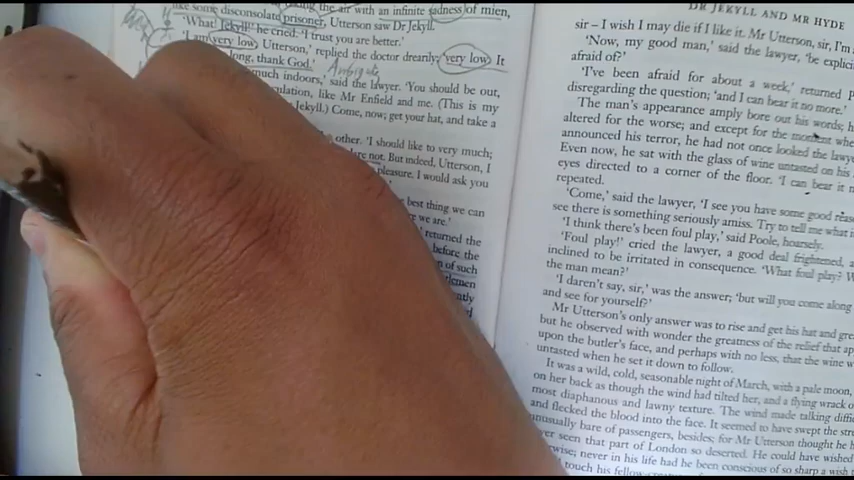 like some disconsolate prisoner, Utterson saw Dr Jekyll.
'What! Jekyll!' he cried. 'I trust you are better.'
'I am very low, Utterson,' replied the doctor drearily, 'very low. It
long, thank God.'
much indoors,' said the lawyer. 'You should be out,
ulation, like Mr Enfield and me. (This is my
Jekyll.) Come, now; get your hat, and take a
other. 'I should like to very much;
are not. But indeed, Utterson, I
pleasure. I would ask you
best thing we can
we are.'
returned the
before the
n of such
DR JEKYLL AND MR HYDE
sir – I wish I may die if I like it. Mr Utterson, sir, I'm
'Now, my good man,' said the lawyer, 'be explici
afraid of?'
'I've been afraid for about a week,' returned P
disregarding the question; 'and I can bear it no more.'
The man's appearance amply bore out his words; h
altered for the worse; and except for the moment whe
announced his terror, he had not once looked the lawye
Even now, he sat with the glass of wine untasted on his
eyes directed to a corner of the floor. 'I can bear it n
repeated.
'Come,' said the lawyer, 'I see you have some good reas
see there is something seriously amiss. Try to tell me what i
'I think there's been foul play,' said Poole, hoarsely.
'Foul play!' cried the lawyer, a good deal frightened, a
inclined to be irritated in consequence. 'What foul play? W
the man mean?'
'I daren't say, sir,' was the answer; 'but will you come along
and see for yourself?'
Mr Utterson's only answer was to rise and get his hat and grea
but he observed with wonder the greatness of the relief that ap
upon the butler's face, and perhaps with no less, that the wine w
untasted when he set it down to follow.
It was a wild, cold, seasonable night of March, with a pale moon,
on her back as though the wind had tilted her, and a flying wrack o
most diaphanous and lawny texture. The wind made talking diffic
and flecked the blood into the face. It seemed to have swept the stre
unusually bare of passengers, besides; for Mr Utterson thought he h
ver seen that part of London so deserted. He could have wished
wise; never in his life had he been conscious of so sharp a wish t
touch his fellow-